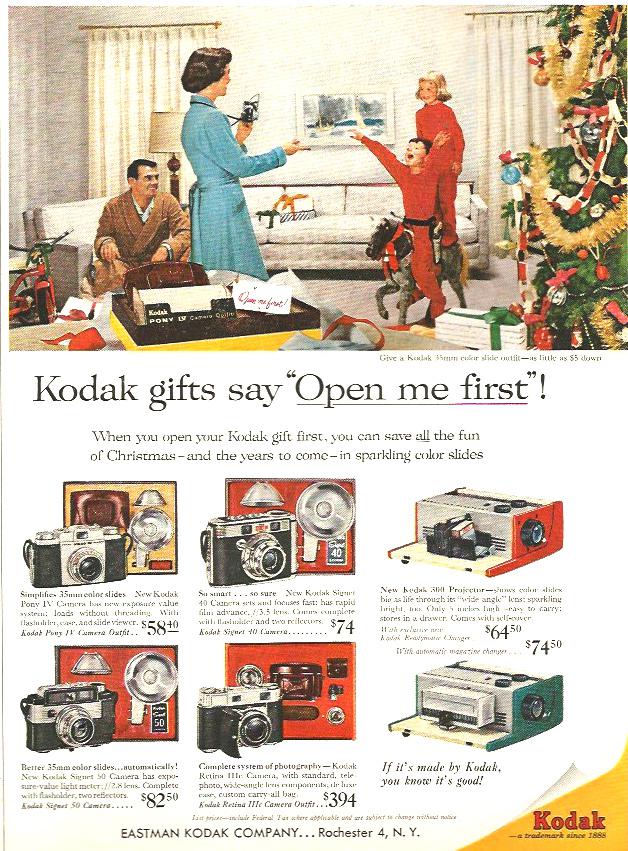 Open me first!
Kodak
PONY IV Camera Outfit
Give a Kodak 35mm color slide outfit—as little as $5 down
Kodak gifts say “Open me first”!
When you open your Kodak gift first, you can save all the fun
of Christmas – and the years to come – in sparkling color slides
Simplifies 35mm color slides New Kodak
Pony IV Camera has new exposure value
system; loads without threading. With
flasholder, case, and slide viewer.
Kodak Pony IV Camera Outfit.. $58.40
Signet
40
So smart . . . so sure New Kodak Signet
40 Camera sets and focuses fast; has rapid
film advance, f/3.5 lens. Comes complete
with flasholder and two reflectors.
Kodak Signet 40 Camera......... $74
New Kodak 300 Projector—shows color slides
big as life through its "wide angle" lens; sparkling
bright, too. Only 5 inches high—easy to carry;
stores in a drawer. Comes with self-cover.
With exclusive new
Kodak Readymatic Changer $64.50
With automatic magazine changer... $74.50
Kodak
Signet
50
Better 35mm color slides...automatically!
New Kodak Signet 50 Camera has expo-
sure-value light meter; f/2.8 lens. Complete
with flasholder, two reflectors.
Kodak Signet 50 Camera..... $82.50
Complete system of photography—Kodak
Retina IIIc Camera, with standard, tele-
photo, wide-angle lens components, de luxe
case, custom carry-all bag.
Kodak Retina IIIc Camera Outfit... $394
If it's made by Kodak,
you know it's good!
List prices—include Federal Tax where applicable and are subject to change without notice
EASTMAN KODAK COMPANY... Rochester 4, N. Y.
Kodak
—a trademark since 1888